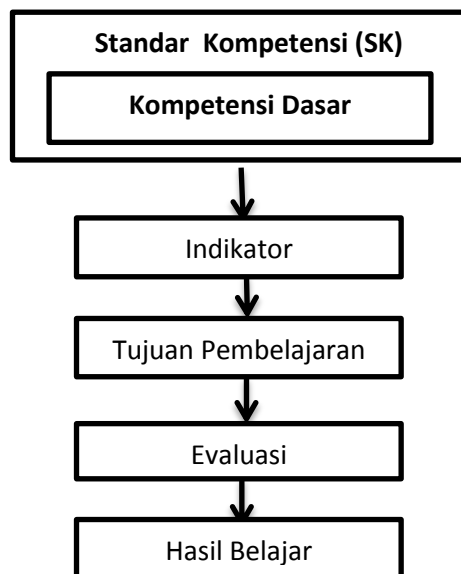 Standar Kompetensi (SK)
Kompetensi Dasar
Indikator
Tujuan Pembelajaran
Evaluasi
Hasil Belajar